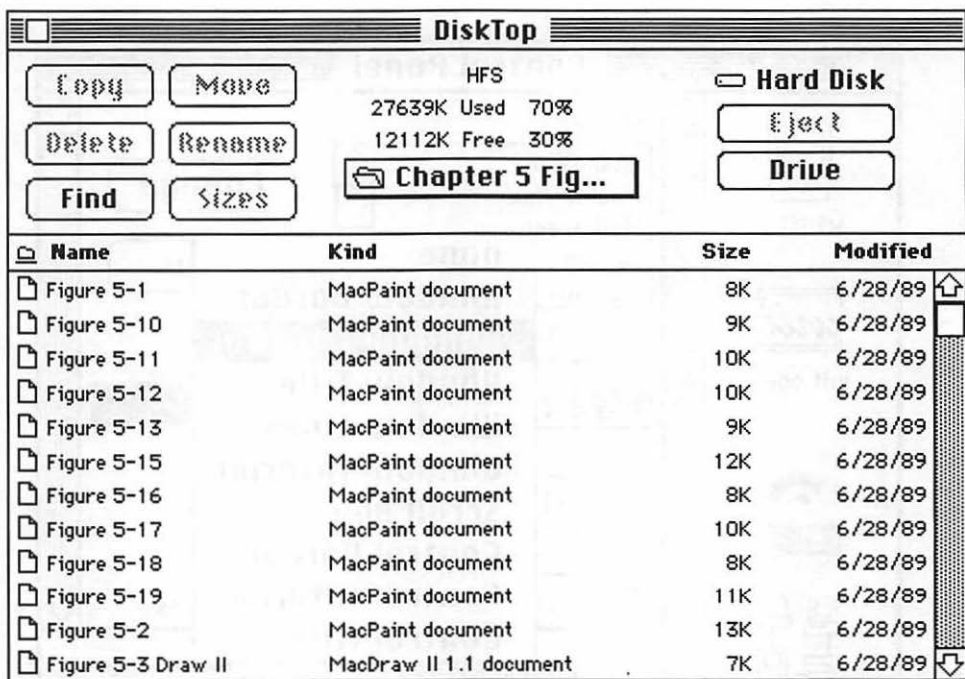 DiskTop
Copy Move
Delete Rename
Find Sizes
HFS
27639K Used 70%
12112K Free 30%
Chapter 5 Fig...
Hard Disk
Eject
Drive
Name Kind Size Modified
Figure 5-1 MacPaint document 8K 6/28/89
Figure 5-10 MacPaint document 9K 6/28/89
Figure 5-11 MacPaint document 10K 6/28/89
Figure 5-12 MacPaint document 10K 6/28/89
Figure 5-13 MacPaint document 9K 6/28/89
Figure 5-15 MacPaint document 12K 6/28/89
Figure 5-16 MacPaint document 8K 6/28/89
Figure 5-17 MacPaint document 10K 6/28/89
Figure 5-18 MacPaint document 8K 6/28/89
Figure 5-19 MacPaint document 11K 6/28/89
Figure 5-2 MacPaint document 13K 6/28/89
Figure 5-3 Draw II MacDraw II 1.1 document 7K 6/28/89